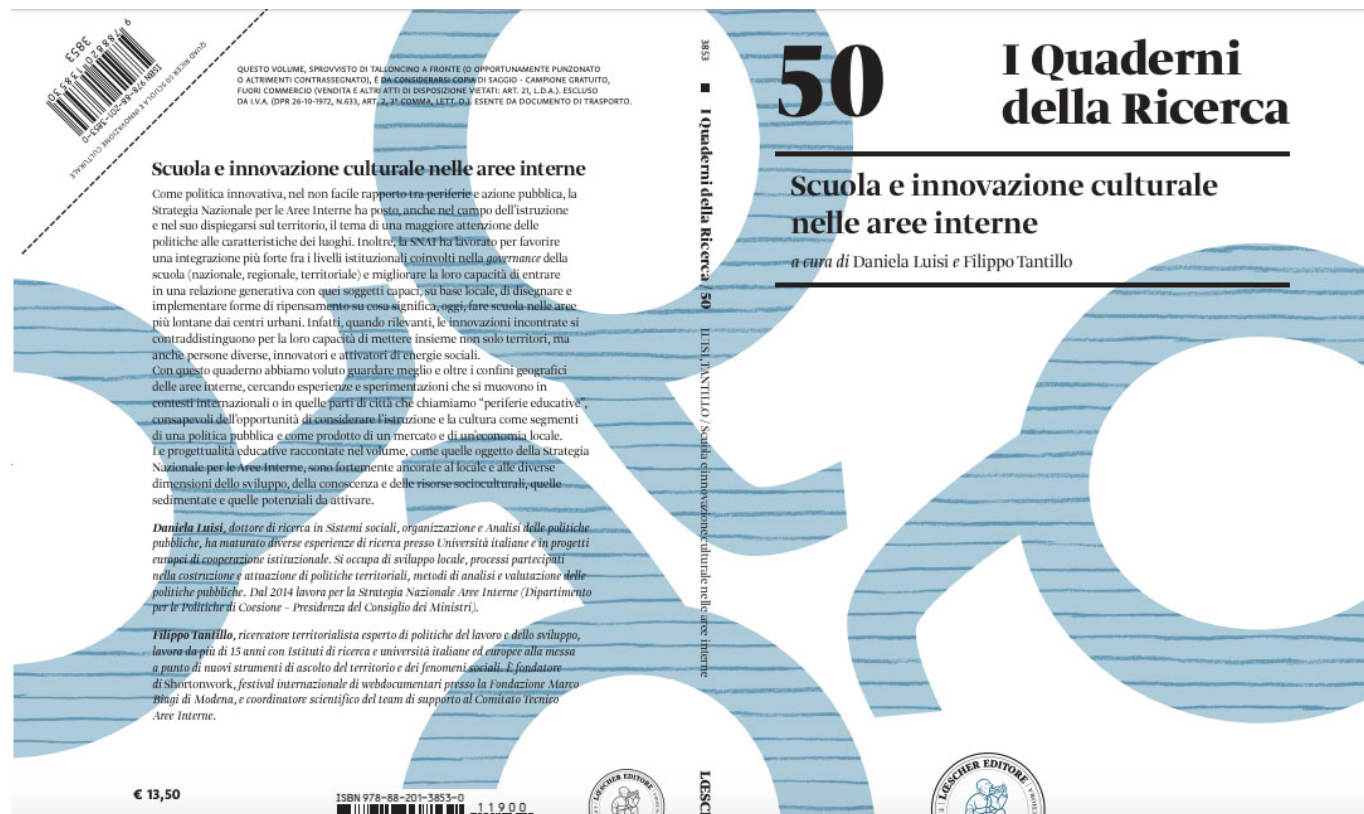 9 788820 138530
3853
ISBN 978-88-201-3853-0
QUAD RICER 50 SCUOLA E INNOVAZIONE CULTURALE
QUESTO VOLUME, SPROVVISTO DI TALLONCINO A FRONTE (O OPPORTUNAMENTE PUNZONATO
O ALTRIMENTI CONTRASSEGNATO), È DA CONSIDERARSI COPIA DI SAGGIO - CAMPIONE GRATUITO,
FUORI COMMERCIO (VENDITA E ALTRI ATTI DI DISPOSIZIONE VIETATI: ART. 21, L.D.A.). ESCLUSO
DA I.V.A. (DPR 26-10-1972, N.633, ART. 2, 3° COMMA, LETT. D.). ESENTE DA DOCUMENTO DI TRASPORTO.
Scuola e innovazione culturale nelle aree interne
Come politica innovativa, nel non facile rapporto tra periferie e azione pubblica, la
Strategia Nazionale per le Aree Interne ha posto, anche nel campo dell'istruzione
e nel suo dispiegarsi sul territorio, il tema di una maggiore attenzione delle
politiche alle caratteristiche dei luoghi. Inoltre, la SNAI ha lavorato per favorire
una integrazione più forte fra i livelli istituzionali coinvolti nella governance della
scuola (nazionale, regionale, territoriale) e migliorare la loro capacità di entrare
in una relazione generativa con quei soggetti capaci, su base locale, di disegnare e
implementare forme di ripensamento su cosa significa, oggi, fare scuola nelle aree
più lontane dai centri urbani. Infatti, quando rilevanti, le innovazioni incontrate si
contraddistinguono per la loro capacità di mettere insieme non solo territori, ma
anche persone diverse, innovatori e attivatori di energie sociali.
Con questo quaderno abbiamo voluto guardare meglio e oltre i confini geografici
delle aree interne, cercando esperienze e sperimentazioni che si muovono in
contesti internazionali o in quelle parti di città che chiamiamo "periferie educative",
consapevoli dell'opportunità di considerare l'istruzione e la cultura come segmenti
di una politica pubblica e come prodotto di un mercato e di un'economia locale.
Le progettualità educative raccontate nel volume, come quelle oggetto della Strategia
Nazionale per le Aree Interne, sono fortemente ancorate al locale e alle diverse
dimensioni dello sviluppo, della conoscenza e delle risorse socioculturali, quelle
sedimentate e quelle potenziali da attivare.
Daniela Luisi, dottore di ricerca in Sistemi sociali, organizzazione e Analisi delle politiche
pubbliche, ha maturato diverse esperienze di ricerca presso Università italiane e in progetti
europei di cooperazione istituzionale. Si occupa di sviluppo locale, processi partecipati
nella costruzione e attuazione di politiche territoriali, metodi di analisi e valutazione delle
politiche pubbliche. Dal 2014 lavora per la Strategia Nazionale Aree Interne (Dipartimento
per le Politiche di Coesione – Presidenza del Consiglio dei Ministri).
Filippo Tantillo, ricercatore territorialista esperto di politiche del lavoro e dello sviluppo,
lavora da più di 15 anni con Istituti di ricerca e università italiane ed europee alla messa
a punto di nuovi strumenti di ascolto del territorio e dei fenomeni sociali. È fondatore
di Shortonwork, festival internazionale di webdocumentari presso la Fondazione Marco
Biagi di Modena, e coordinatore scientifico del team di supporto al Comitato Tecnico
Aree Interne.
€ 13,50
ISBN 978-88-201-3853-0
11900
LŒSCHER EDITORE
3853
I Quaderni della Ricerca / 50
LUISI, TANTILLO / Scuola e innovazione culturale nelle aree interne
LŒSC
50
I Quaderni
della Ricerca
Scuola e innovazione culturale
nelle aree interne
a cura di Daniela Luisi e Filippo Tantillo
LŒSCHER EDITORE